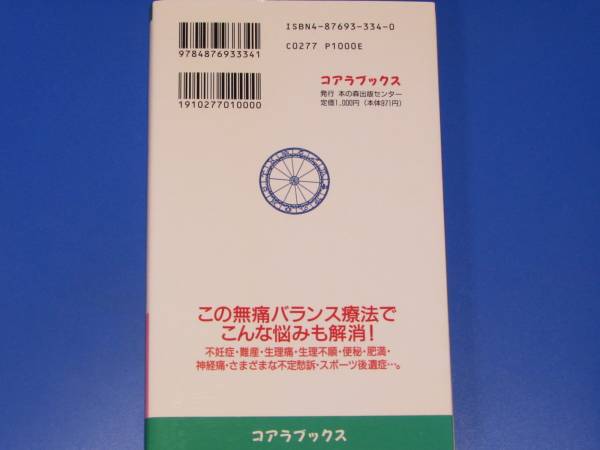 ISBN4-87693-334-0
9784876933341
C0277 P1000E
1910277010000
コアラブックス
発行 本の森出版センター
定価1,000円（本体971円）
この無痛バランス療法で
こんな悩みも解消！
不妊症・難産・生理痛・生理不順・便秘・肥満・
神経痛・さまざまな不定愁訴・スポーツ後遺症…。
コアラブックス